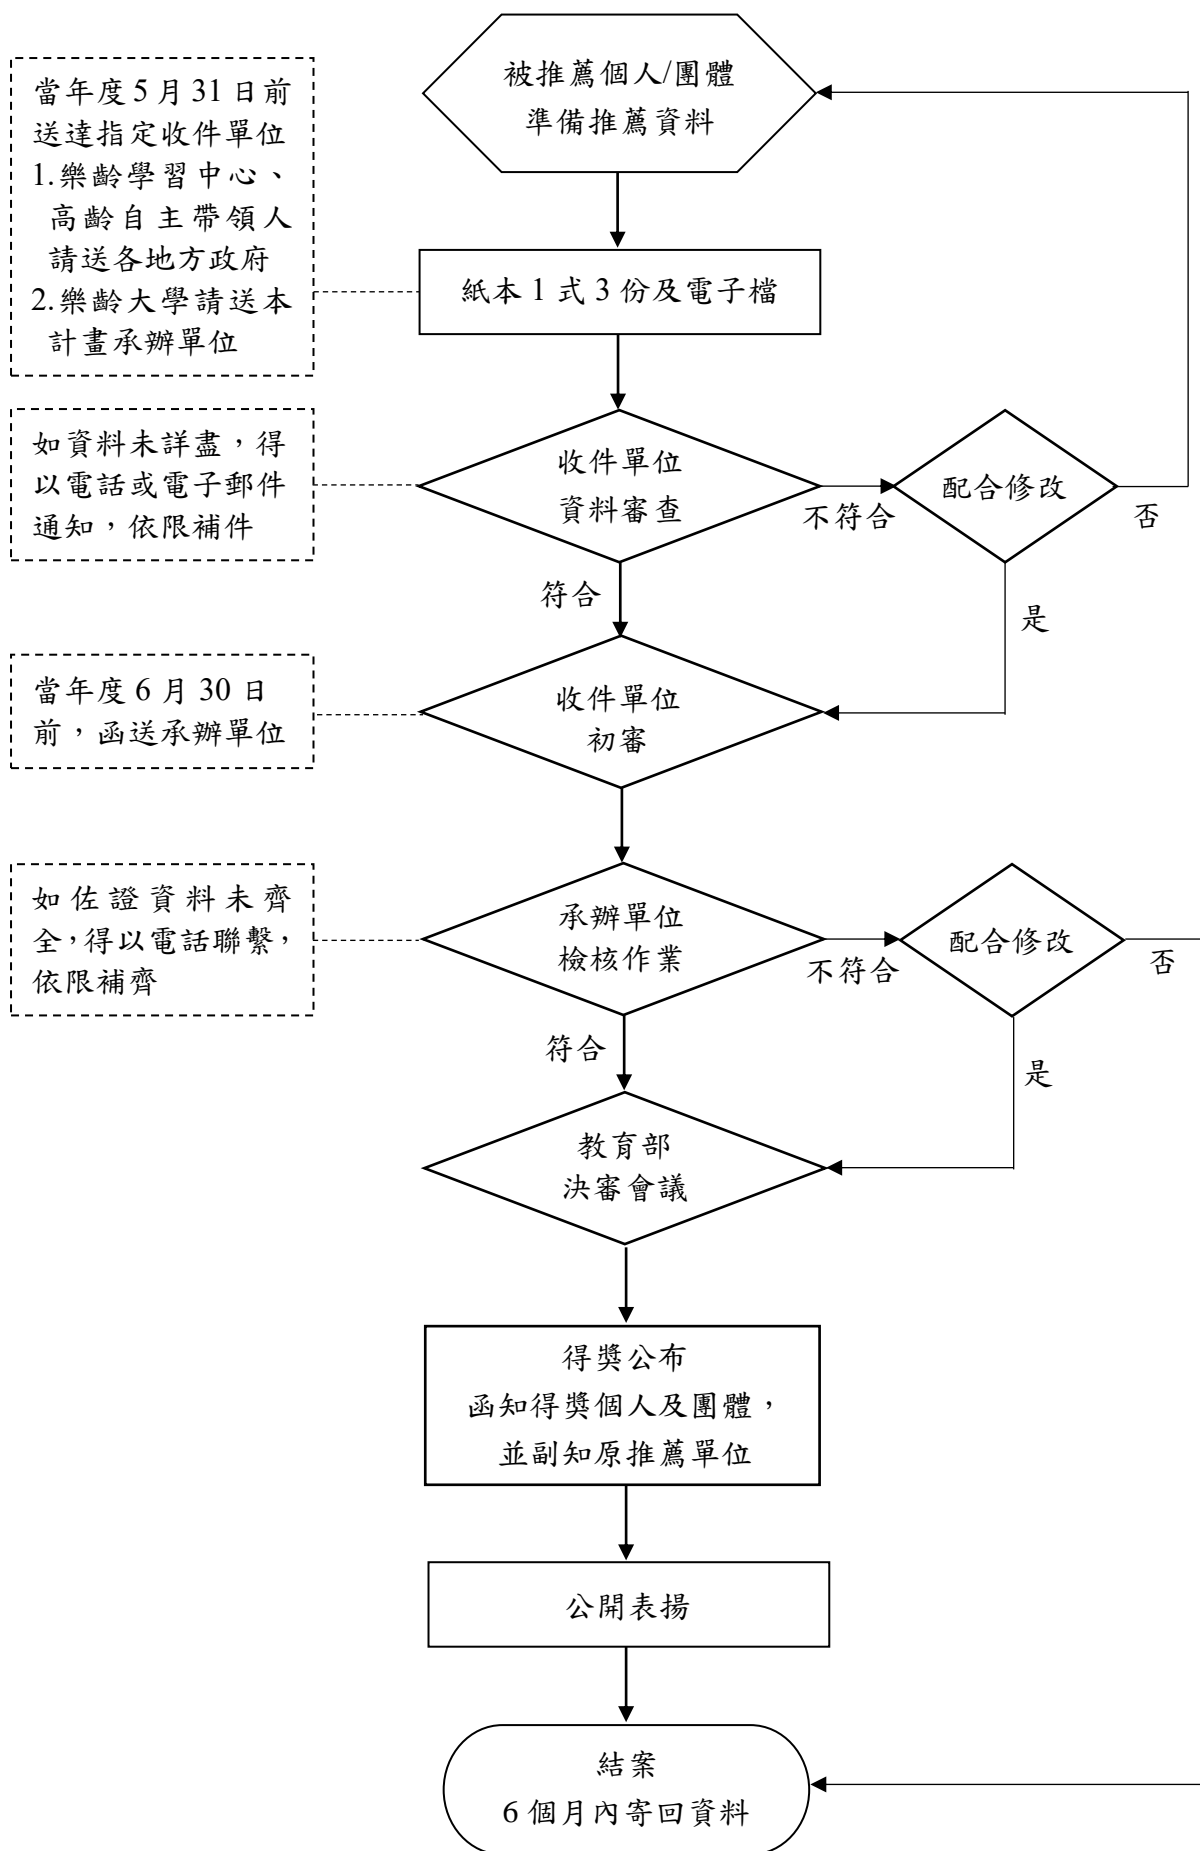 被推薦個人/團體
準備推薦資料
當年度 5 月 31 日前
送達指定收件單位
1.樂齡學習中心、
高齡自主帶領人
請送各地方政府
2.樂齡大學請送本
計畫承辦單位
紙本 1 式 3 份及電子檔
如資料未詳盡，得
以電話或電子郵件
通知，依限補件
收件單位
資料審查
不符合
配合修改
否
符合
是
當年度 6 月 30 日
前，函送承辦單位
收件單位
初審
如佐證資料未齊
全，得以電話聯繫，
依限補齊
承辦單位
檢核作業
不符合
配合修改
否
符合
是
教育部
決審會議
得獎公布
函知得獎個人及團體，
並副知原推薦單位
公開表揚
結案
6 個月內寄回資料